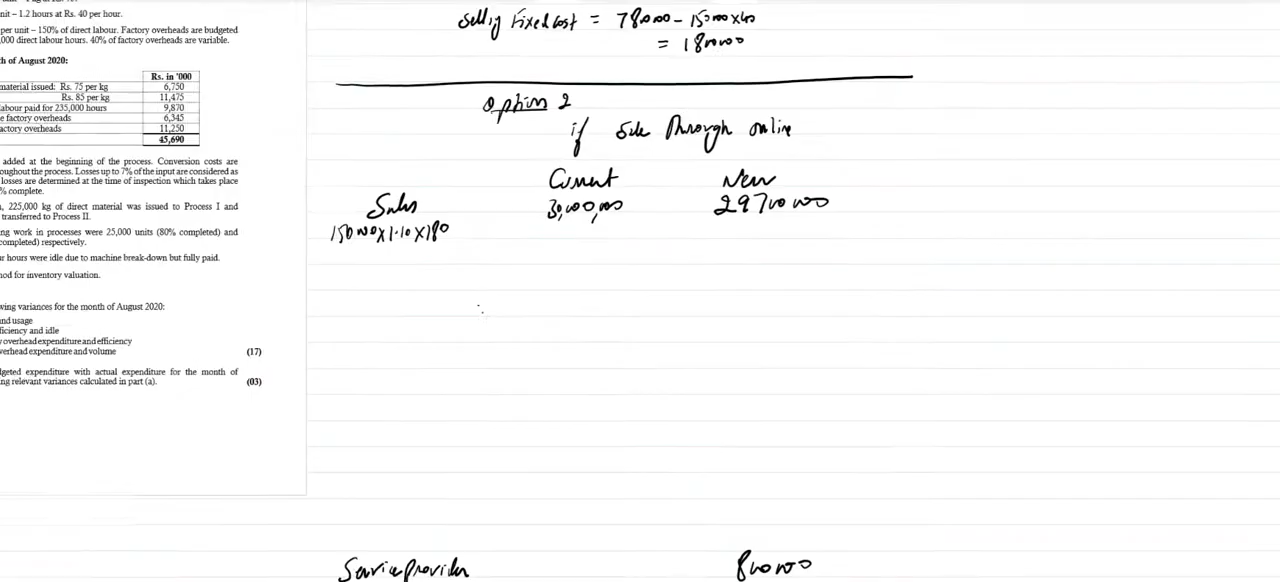 nit – 1.2 hours at Rs. 40 per hour.
per unit – 150% of direct labour. Factory overheads are budgeted
,000 direct labour hours. 40% of factory overheads are variable.
th of August 2020:
Rs. in '000
material issued: Rs. 75 per kg 6,750
Rs. 85 per kg 11,475
labour paid for 235,000 hours 9,870
e factory overheads 6,345
actory overheads 11,250
45,690
added at the beginning of the process. Conversion costs are
oughout the process. Losses up to 7% of the input are considered as
losses are determined at the time of inspection which takes place
% complete.
, 225,000 kg of direct material was issued to Process I and
transferred to Process II.
ng work in processes were 25,000 units (80% completed) and
completed) respectively.
r hours were idle due to machine break-down but fully paid.
hod for inventory valuation.
wing variances for the month of August 2020:
nd usage
ficiency and idle
y overhead expenditure and efficiency
verhead expenditure and volume (17)
dgeted expenditure with actual expenditure for the month of
ng relevant variances calculated in part (a). (03)
Selling Fixed Cost = 7800000 - 150000 x 40
= 1800000
Option 2
if Sale Through online
Current New
Sales 30,000,000 29700000
150000 x 1.10 x 180
Service Provider 800000